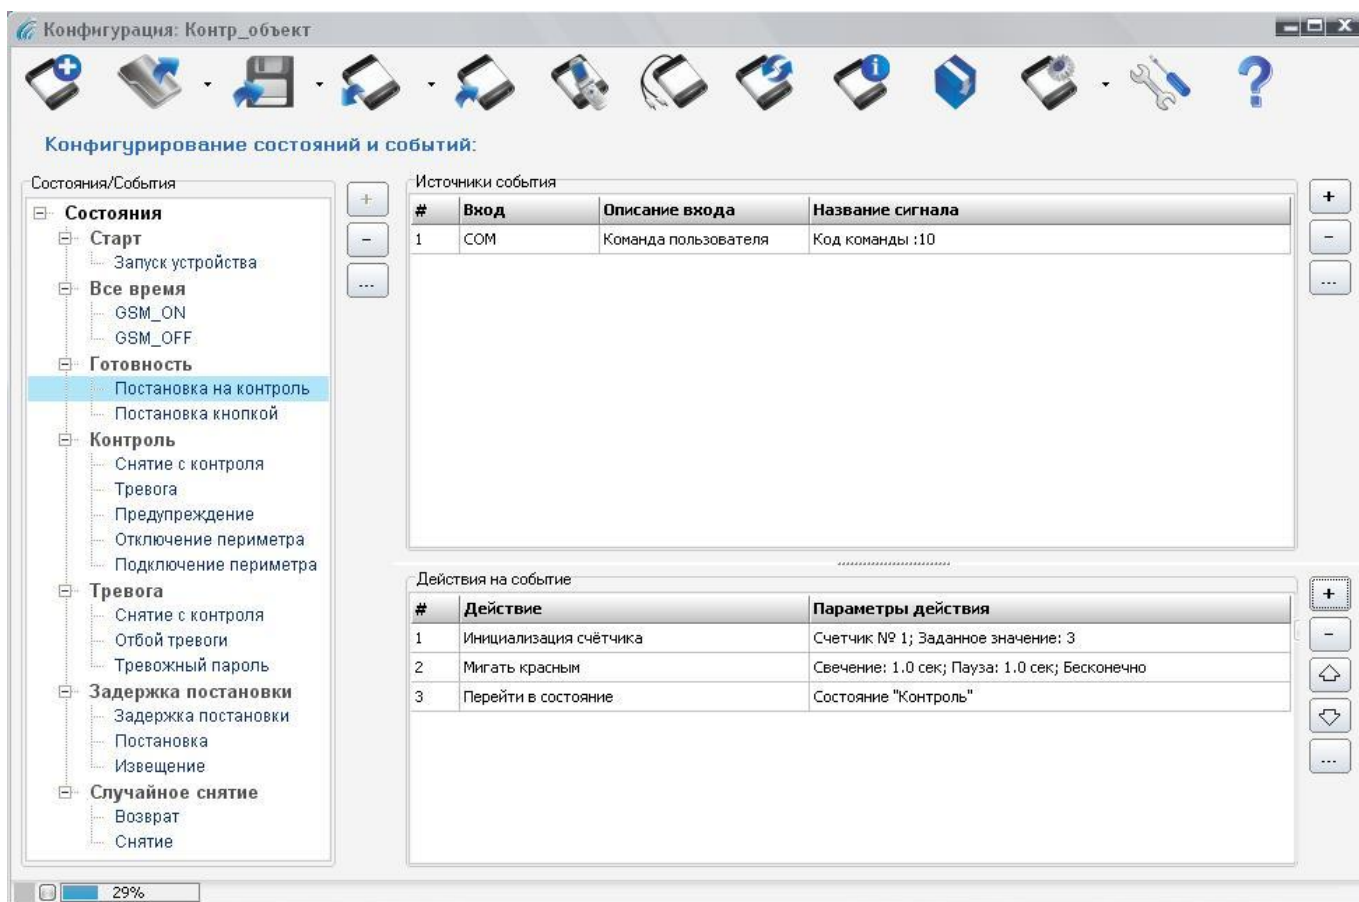 Конфигурация: Контр_объект
Конфигурирование состояний и событий:
Состояния/События
Состояния
Старт
Запуск устройства
Все время
GSM_ON
GSM_OFF
Готовность
Постановка на контроль
Постановка кнопкой
Контроль
Снятие с контроля
Тревога
Предупреждение
Отключение периметра
Подключение периметра
Тревога
Снятие с контроля
Отбой тревоги
Тревожный пароль
Задержка постановки
Задержка постановки
Постановка
Извещение
Случайное снятие
Возврат
Снятие
+
-
...
Источники события
# Вход Описание входа Название сигнала
1 COM Команда пользователя Код команды :10
+
-
...
Действия на событие
# Действие Параметры действия
1 Инициализация счётчика Счетчик № 1; Заданное значение: 3
2 Мигать красным Свечение: 1.0 сек; Пауза: 1.0 сек; Бесконечно
3 Перейти в состояние Состояние "Контроль"
+
-
...
29%